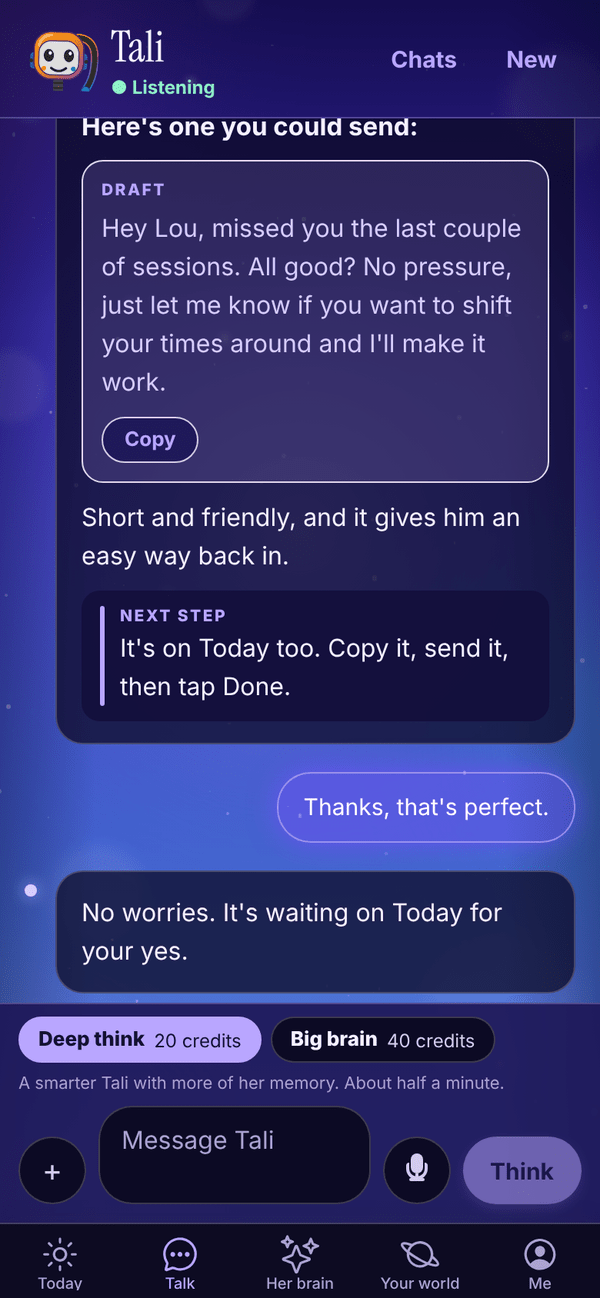 Tali
Chats
New
Listening
Here's one you could send:
DRAFT
Hey Lou, missed you the last couple
of sessions. All good? No pressure,
just let me know if you want to shift
your times around and I'll make it
work.
Copy
Short and friendly, and it gives him an
easy way back in.
NEXT STEP
It's on Today too. Copy it, send it,
then tap Done.
Thanks, that's perfect.
No worries. It's waiting on Today for
your yes.
Deep think 20 credits
Big brain 40 credits
A smarter Tali with more of her memory. About half a minute.
+
Message Tali
Think
Today
Talk
Her brain
Your world
Me